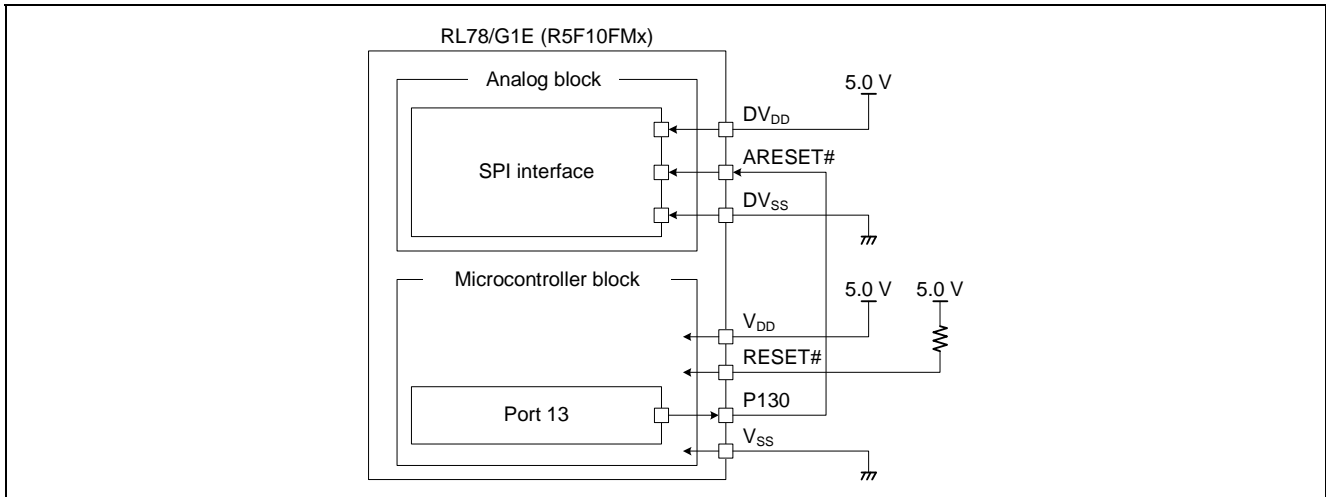 RL78/G1E (R5F10FMx)
Analog block
5.0 V
DVDD
SPI interface
ARESET#
DVSS
Microcontroller block
5.0 V
5.0 V
VDD
RESET#
Port 13
P130
VSS